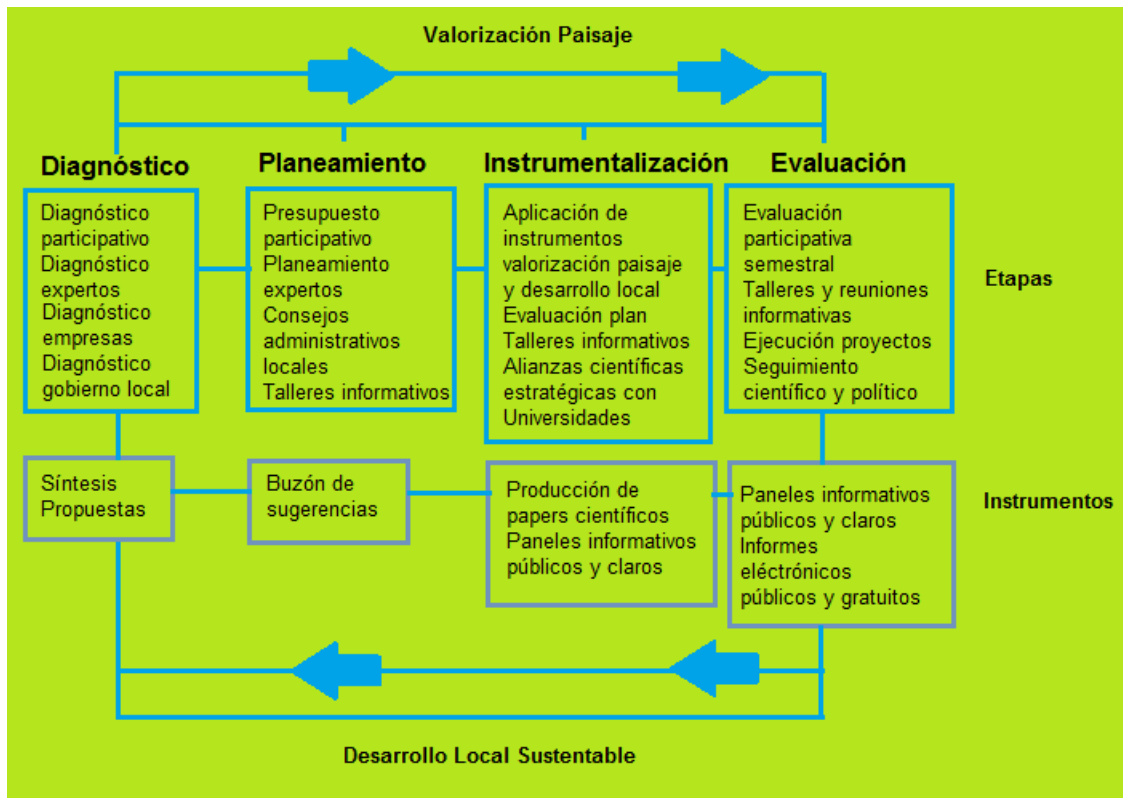 Valorización Paisaje
Diagnóstico
Diagnóstico
participativo
Diagnóstico
expertos
Diagnóstico
empresas
Diagnóstico
gobierno local
Planeamiento
Presupuesto
participativo
Planeamiento
expertos
Consejos
administrativos
locales
Talleres informativos
Instrumentalización
Aplicación de
instrumentos
valorización paisaje
y desarrollo local
Evaluación plan
Talleres informativos
Alianzas científicas
estratégicas con
Universidades
Evaluación
Evaluación
participativa
semestral
Talleres y reuniones
informativas
Ejecución proyectos
Seguimiento
científico y político
Etapas
Síntesis
Propuestas
Buzón de
sugerencias
Producción de
papers científicos
Paneles informativos
públicos y claros
Paneles informativos
públicos y claros
Informes
eléctrónicos
públicos y gratuitos
Instrumentos
Desarrollo Local Sustentable